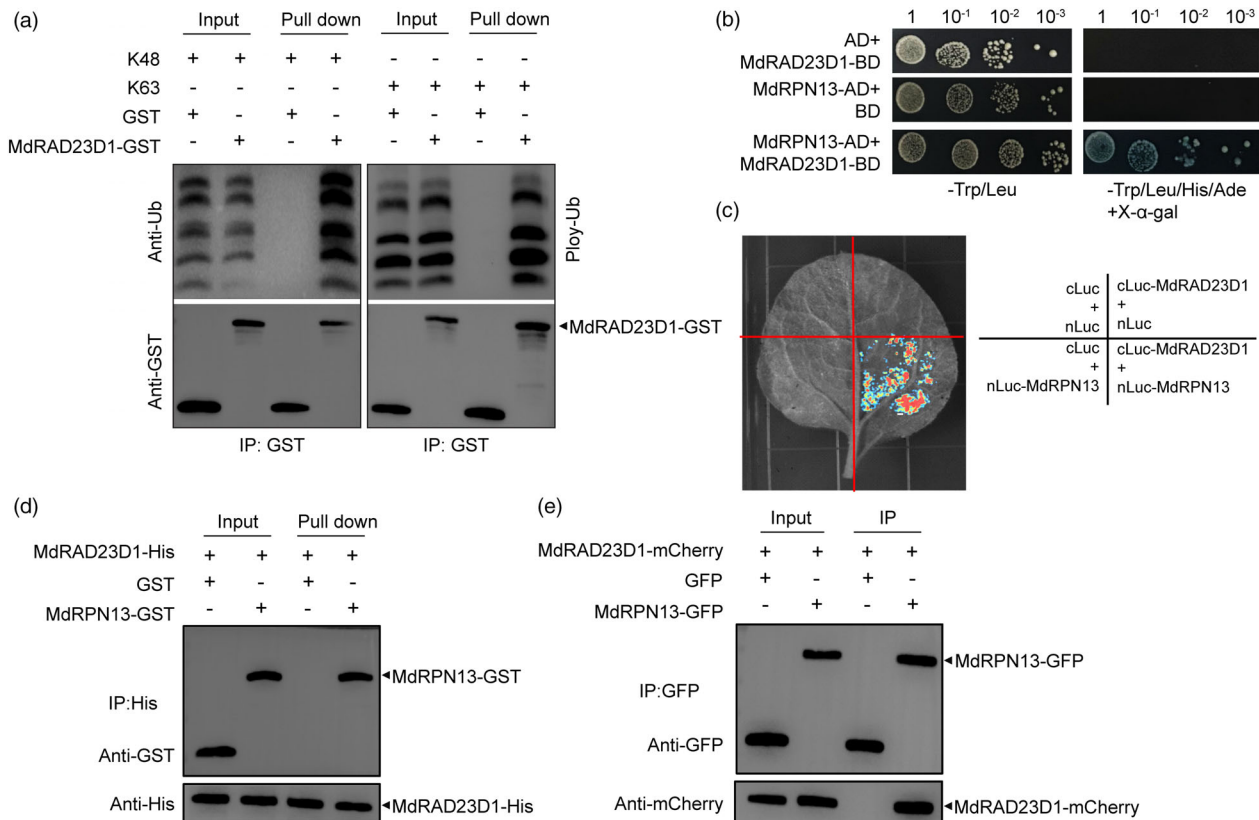 (a)
Input Pull down Input Pull down
K48 + + + + - - - -
K63 - - - - + + + +
GST + - + - + - + -
MdRAD23D1-GST - + - + - + - +
Anti-Ub
Ploy-Ub
Anti-GST
◄MdRAD23D1-GST
IP: GST IP: GST
(b)
1 10⁻¹ 10⁻² 10⁻³ 1 10⁻¹ 10⁻² 10⁻³
AD+
MdRAD23D1-BD
MdRPN13-AD+
BD
MdRPN13-AD+
MdRAD23D1-BD
-Trp/Leu
-Trp/Leu/His/Ade
+X-α-gal
(c)
cLuc cLuc-MdRAD23D1
+ +
nLuc nLuc
cLuc cLuc-MdRAD23D1
+ +
nLuc-MdRPN13 nLuc-MdRPN13
(d)
Input Pull down
MdRAD23D1-His + + + +
GST + - + -
MdRPN13-GST - + - +
◄MdRPN13-GST
IP:His
Anti-GST
Anti-His
◄MdRAD23D1-His
(e)
Input IP
MdRAD23D1-mCherry + + + +
GFP + - + -
MdRPN13-GFP - + - +
◄MdRPN13-GFP
IP:GFP
Anti-GFP
Anti-mCherry
◄MdRAD23D1-mCherry